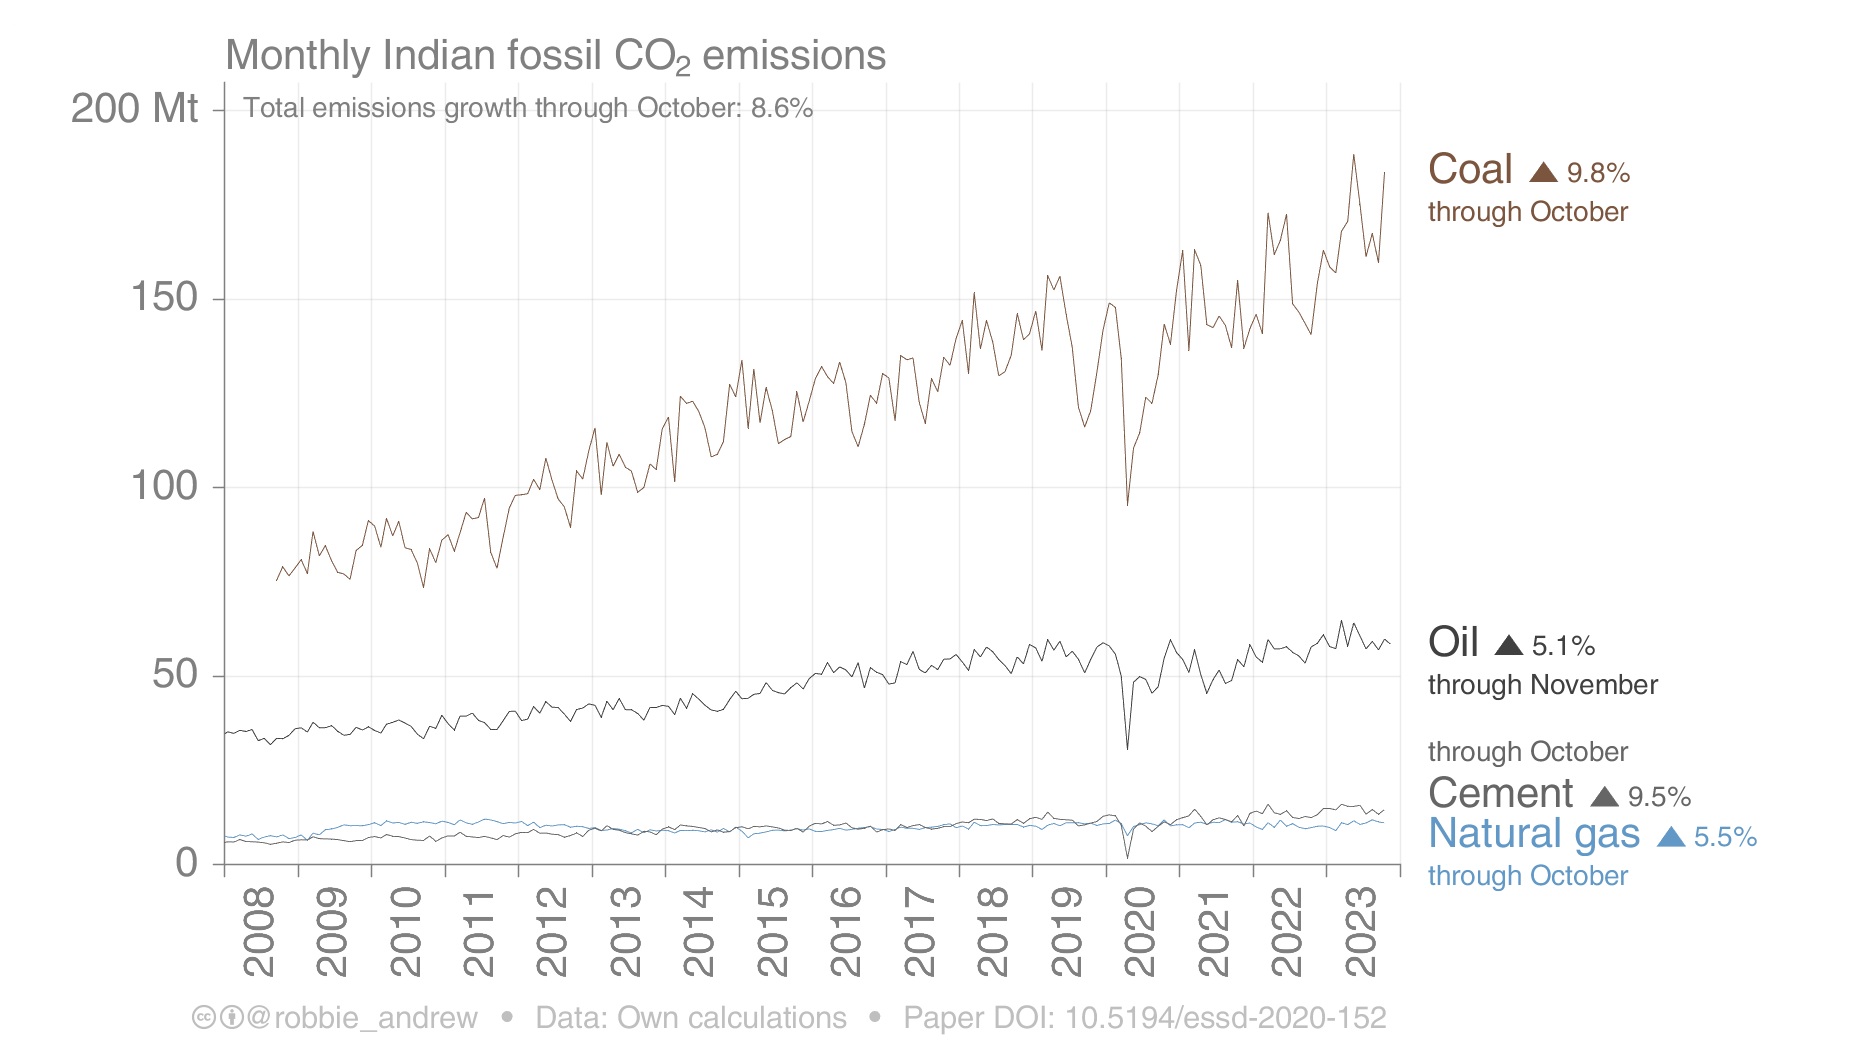 Monthly Indian fossil CO₂ emissions
Total emissions growth through October: 8.6%
200 Mt
150
100
50
0
Coal ▲ 9.8%
through October
Oil ▲ 5.1%
through November
through October
Cement ▲ 9.5%
Natural gas ▲ 5.5%
through October
2008
2009
2010
2011
2012
2013
2014
2015
2016
2017
2018
2019
2020
2021
2022
2023
cc @robbie_andrew • Data: Own calculations • Paper DOI: 10.5194/essd-2020-152